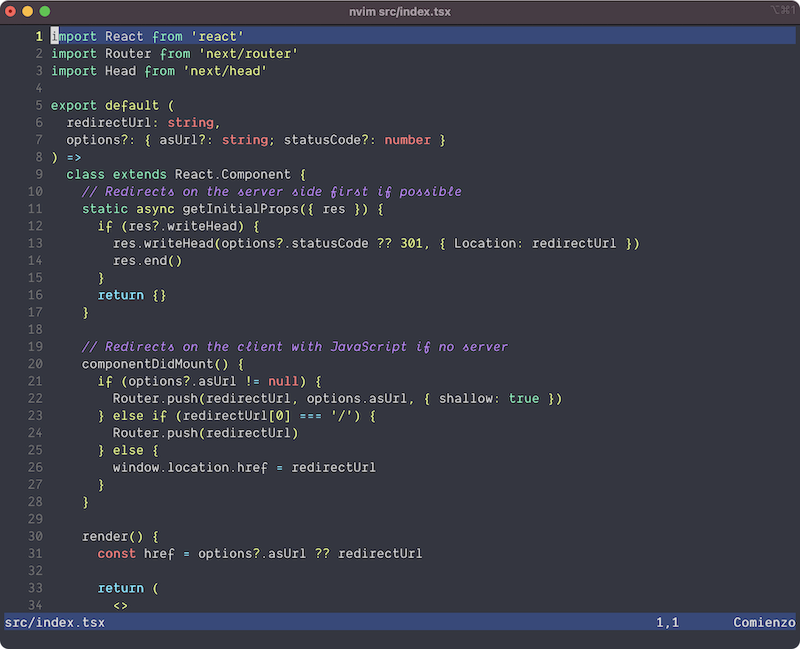 nvim src/index.tsx
⌥⌘1
1 import React from 'react'
2 import Router from 'next/router'
3 import Head from 'next/head'
4
5 export default (
6   redirectUrl: string,
7   options?: { asUrl?: string; statusCode?: number }
8 ) =>
9   class extends React.Component {
10     // Redirects on the server side first if possible
11     static async getInitialProps({ res }) {
12       if (res?.writeHead) {
13         res.writeHead(options?.statusCode ?? 301, { Location: redirectUrl })
14         res.end()
15       }
16       return {}
17     }
18
19     // Redirects on the client with JavaScript if no server
20     componentDidMount() {
21       if (options?.asUrl != null) {
22         Router.push(redirectUrl, options.asUrl, { shallow: true })
23       } else if (redirectUrl[0] === '/') {
24         Router.push(redirectUrl)
25       } else {
26         window.location.href = redirectUrl
27       }
28     }
29
30     render() {
31       const href = options?.asUrl ?? redirectUrl
32
33       return (
34         <>
src/index.tsx 1,1 Comienzo